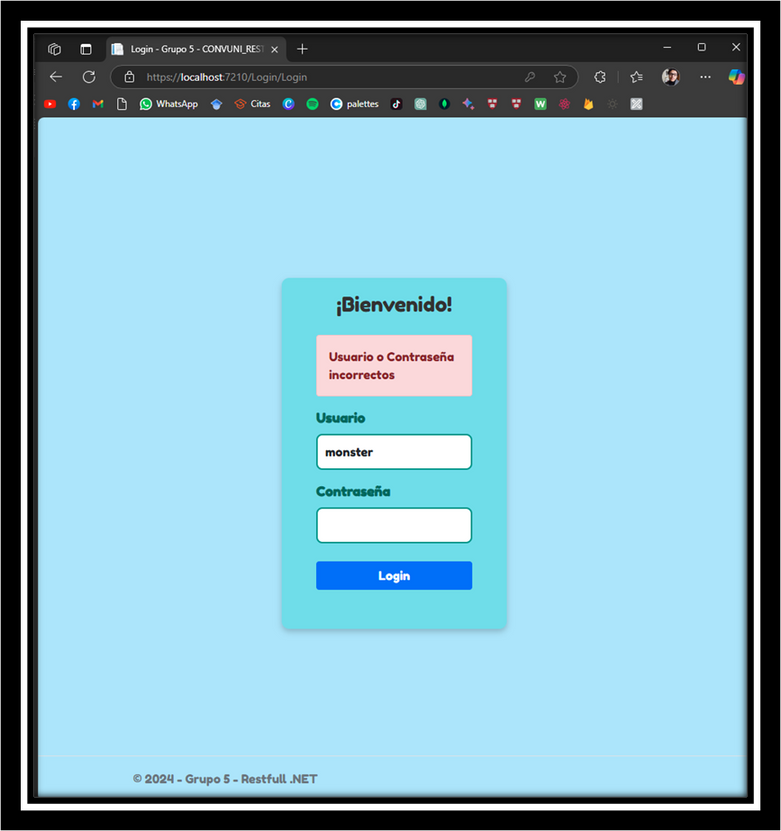 Login - Grupo 5 - CONVUNI_REST
https://localhost:7210/Login/Login
WhatsApp
Citas
palettes
¡Bienvenido!
Usuario o Contraseña
incorrectos
Usuario
monster
Contraseña
Login
© 2024 - Grupo 5 - Restfull .NET